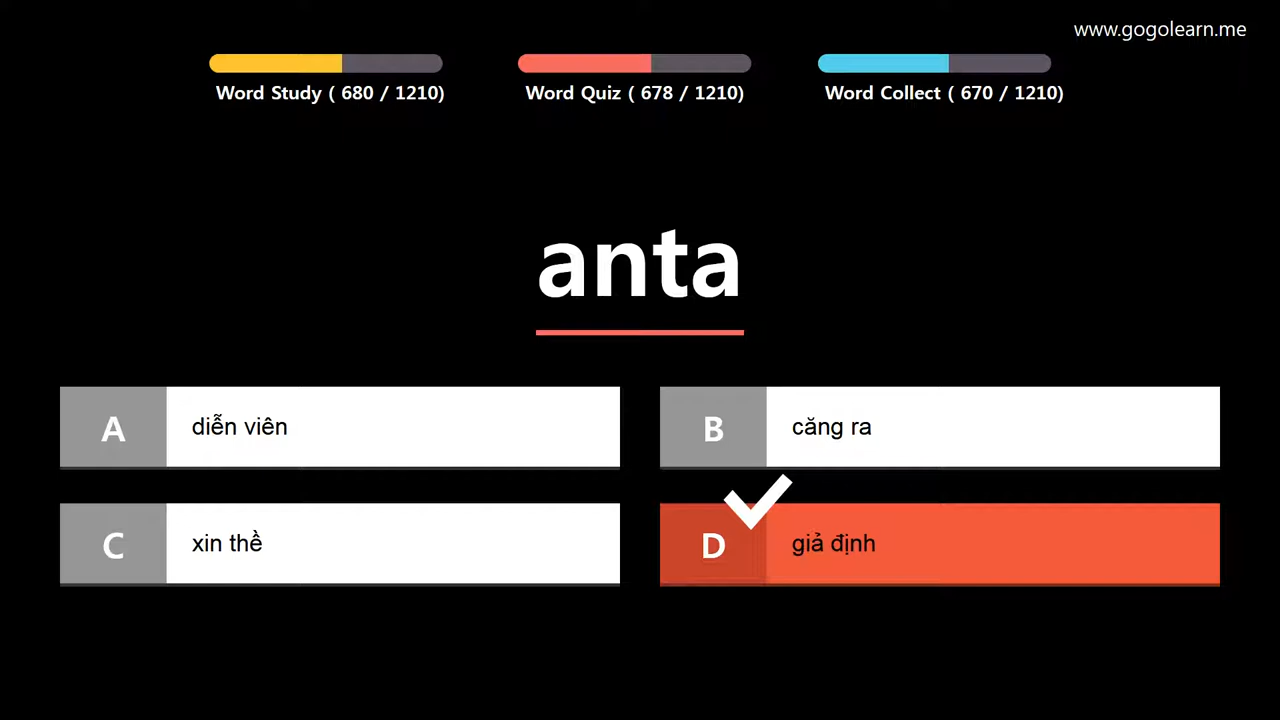 www.gogolearn.me
Word Study ( 680 / 1210)
Word Quiz ( 678 / 1210)
Word Collect ( 670 / 1210)
anta
A diễn viên
B căng ra
C xin thề
D giả định